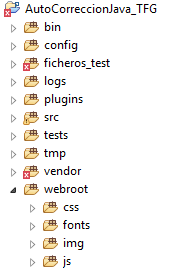 AutoCorreccionJava_TFG
bin
config
ficheros_test
logs
plugins
src
tests
tmp
vendor
webroot
css
fonts
img
js